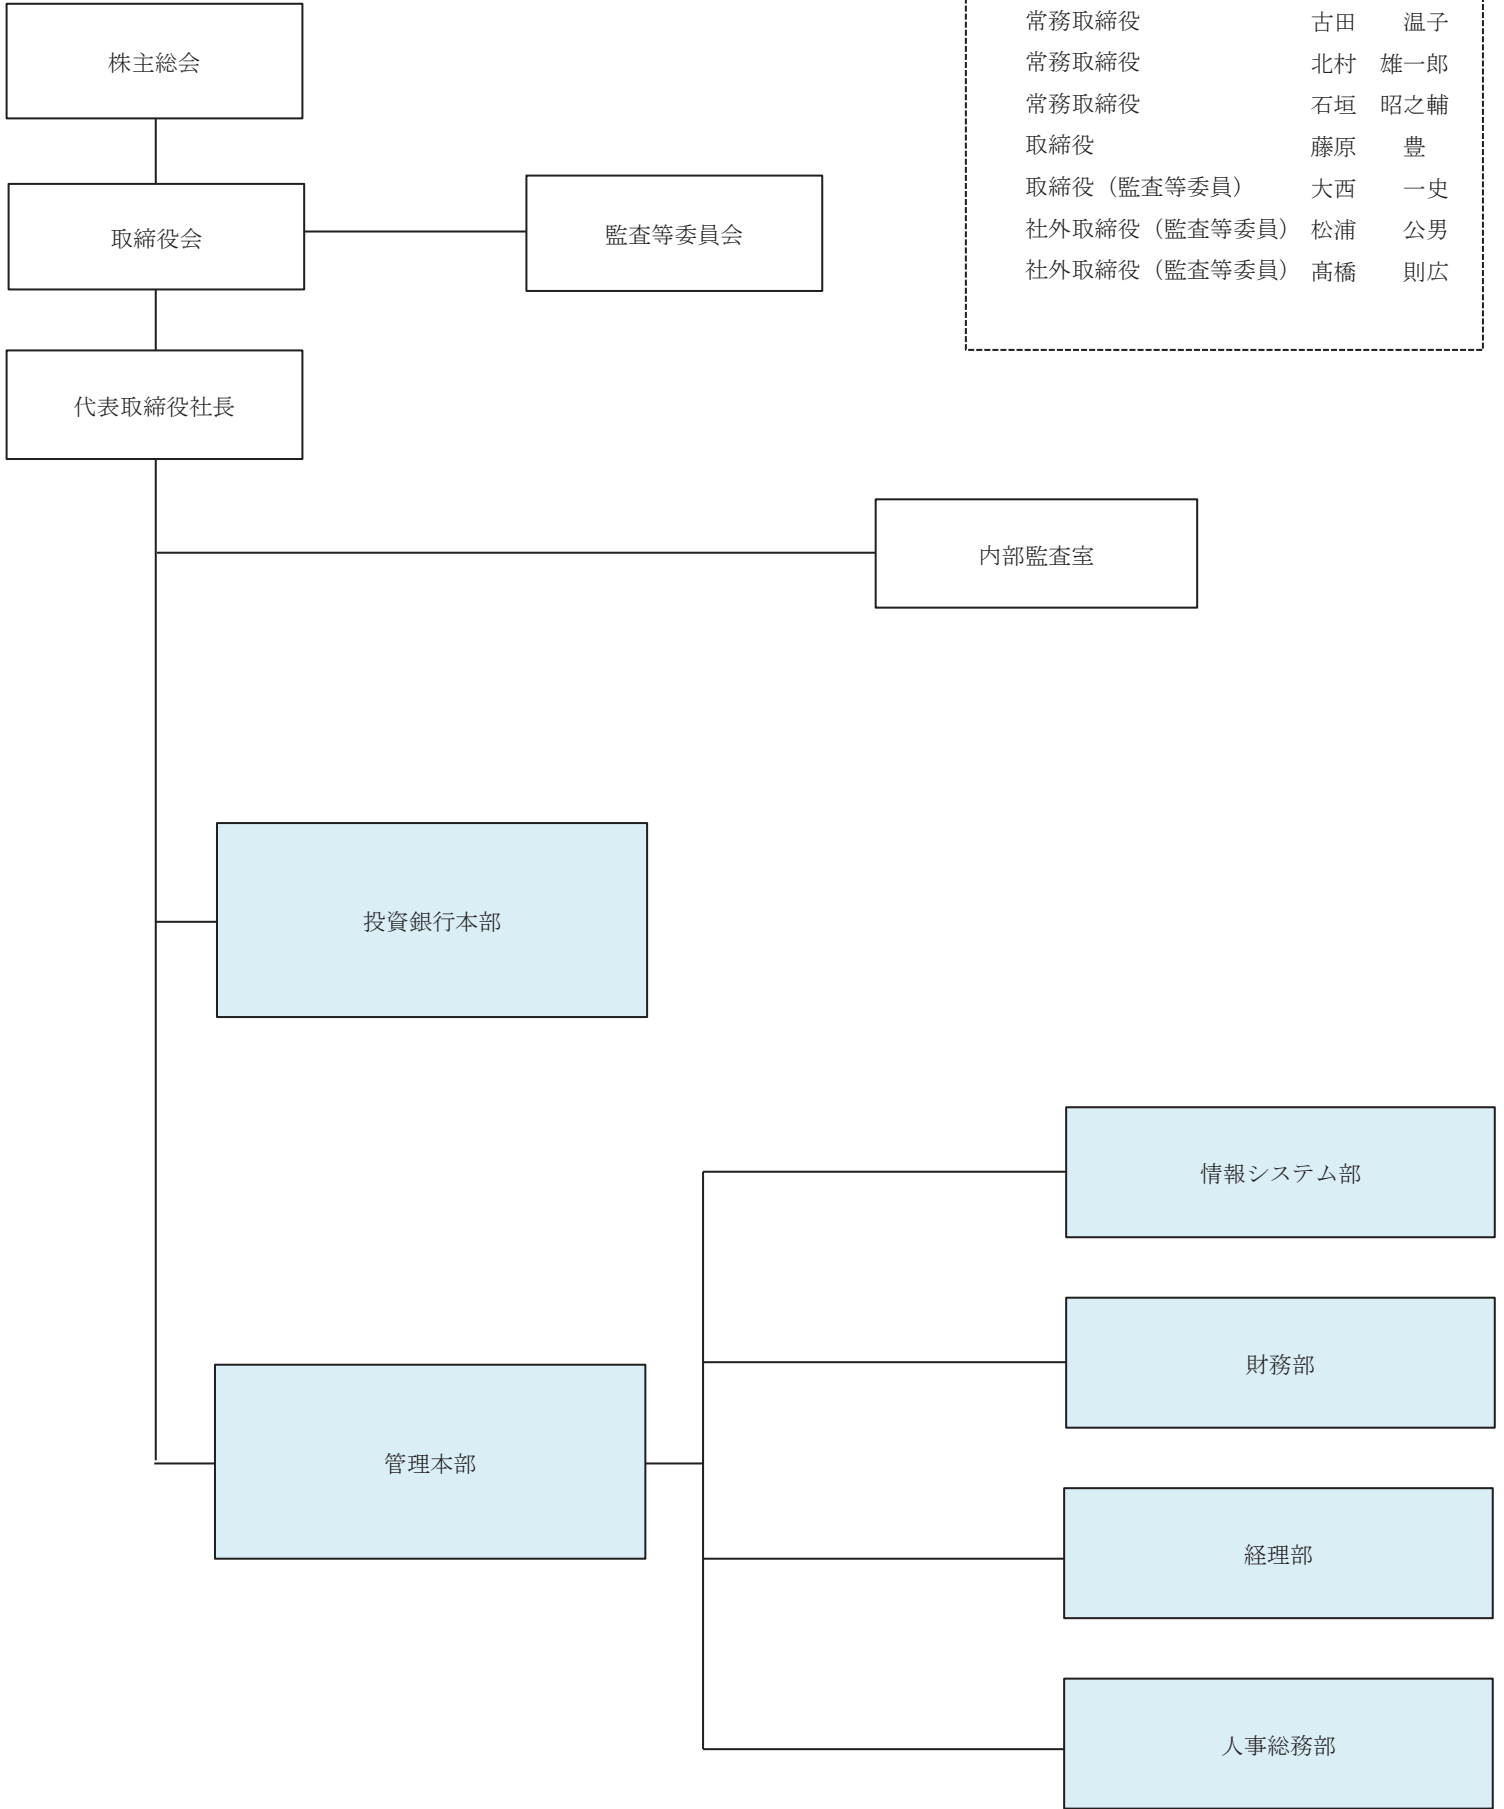 株主総会
常務取締役 古田 温子
常務取締役 北村 雄一郎
常務取締役 石垣 昭之輔
取締役 藤原 豊
取締役（監査等委員） 大西 一史
社外取締役（監査等委員） 松浦 公男
社外取締役（監査等委員） 髙橋 則広
取締役会
監査等委員会
代表取締役社長
内部監査室
投資銀行本部
情報システム部
財務部
管理本部
経理部
人事総務部